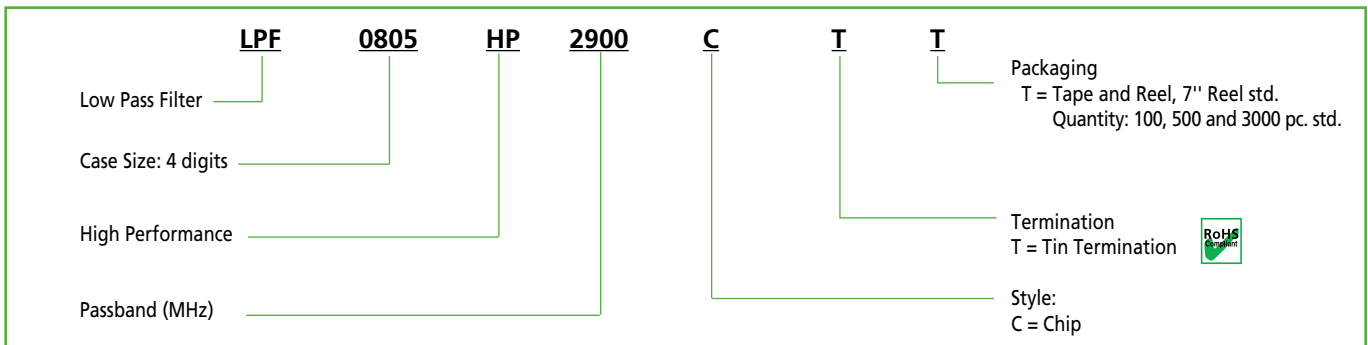 LPF 0805 HP 2900 C T T
Low Pass Filter
Case Size: 4 digits
High Performance
Passband (MHz)
Packaging
T = Tape and Reel, 7'' Reel std.
Quantity: 100, 500 and 3000 pc. std.
Termination
T = Tin Termination
RoHS
Compliant
Style:
C = Chip